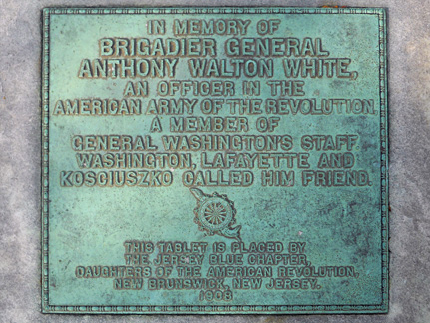 IN MEMORY OF
BRIGADIER GENERAL
ANTHONY WALTON WHITE,
AN OFFICER IN THE
AMERICAN ARMY OF THE REVOLUTION,
A MEMBER OF
GENERAL WASHINGTON'S STAFF
WASHINGTON, LAFAYETTE AND
KOSCIUSZKO CALLED HIM FRIEND.
THIS TABLET IS PLACED BY
THE JERSEY BLUE CHAPTER,
DAUGHTERS OF THE AMERICAN REVOLUTION,
NEW BRUNSWICK, NEW JERSEY.
1908.